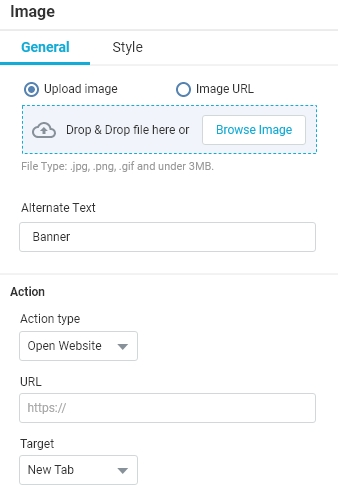 Image
General Style
Upload image Image URL
Drop & Drop file here or Browse Image
File Type: .jpg, .png, .gif and under 3MB.
Alternate Text
Banner
Action
Action type
Open Website
URL
https://
Target
New Tab